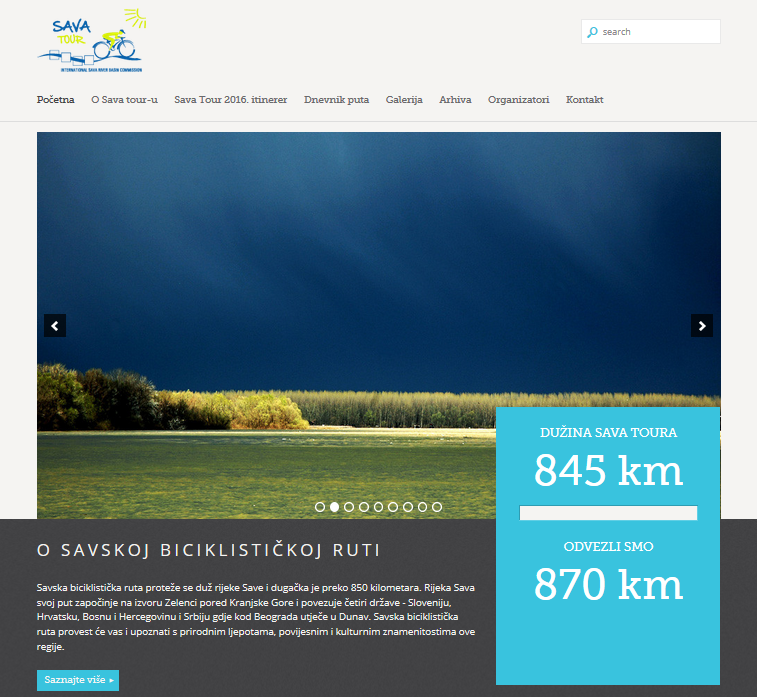 SAVA
TOUR
INTERNATIONAL SAVA RIVER BASIN COMMISSION
search
Početna
O Sava tour-u
Sava Tour 2016. itinerer
Dnevnik puta
Galerija
Arhiva
Organizatori
Kontakt
DUŽINA SAVA TOURA
845 km
ODVEZLI SMO
870 km
O SAVSKOJ BICIKLISTIČKOJ RUTI
Savska biciklistička ruta proteže se duž rijeke Save i dugačka je preko 850 kilometara. Rijeka Sava
svoj put započinje na izvoru Zelenci pored Kranjske Gore i povezuje četiri države - Sloveniju,
Hrvatsku, Bosnu i Hercegovinu i Srbiju gdje kod Beograda utječe u Dunav. Savska biciklistička
ruta provest će vas i upoznati s prirodnim ljepotama, povijesnim i kulturnim znamenitostima ove
regije.
Saznajte više ▸